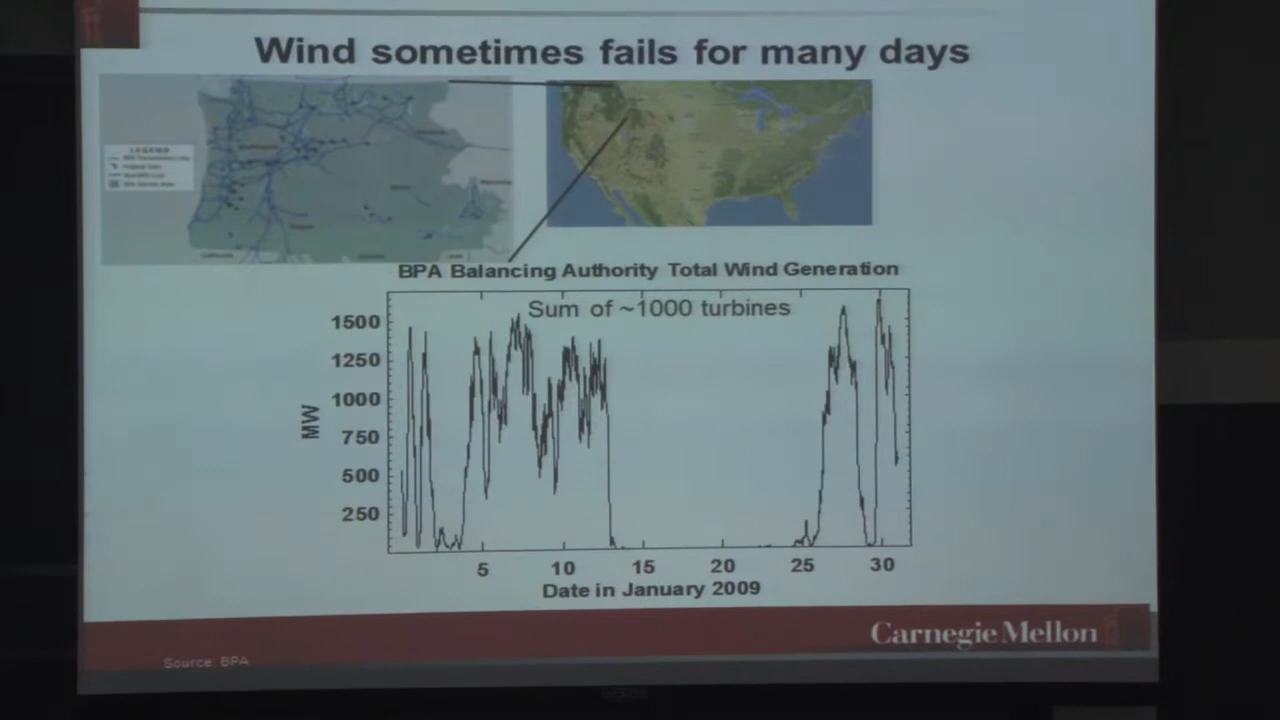 Wind sometimes fails for many days
LEGEND
BPA Balancing Authority Total Wind Generation
Sum of ~1000 turbines
1500
1250
1000
750
500
250
MW
5 10 15 20 25 30
Date in January 2009
Carnegie Mellon
Source: BPA